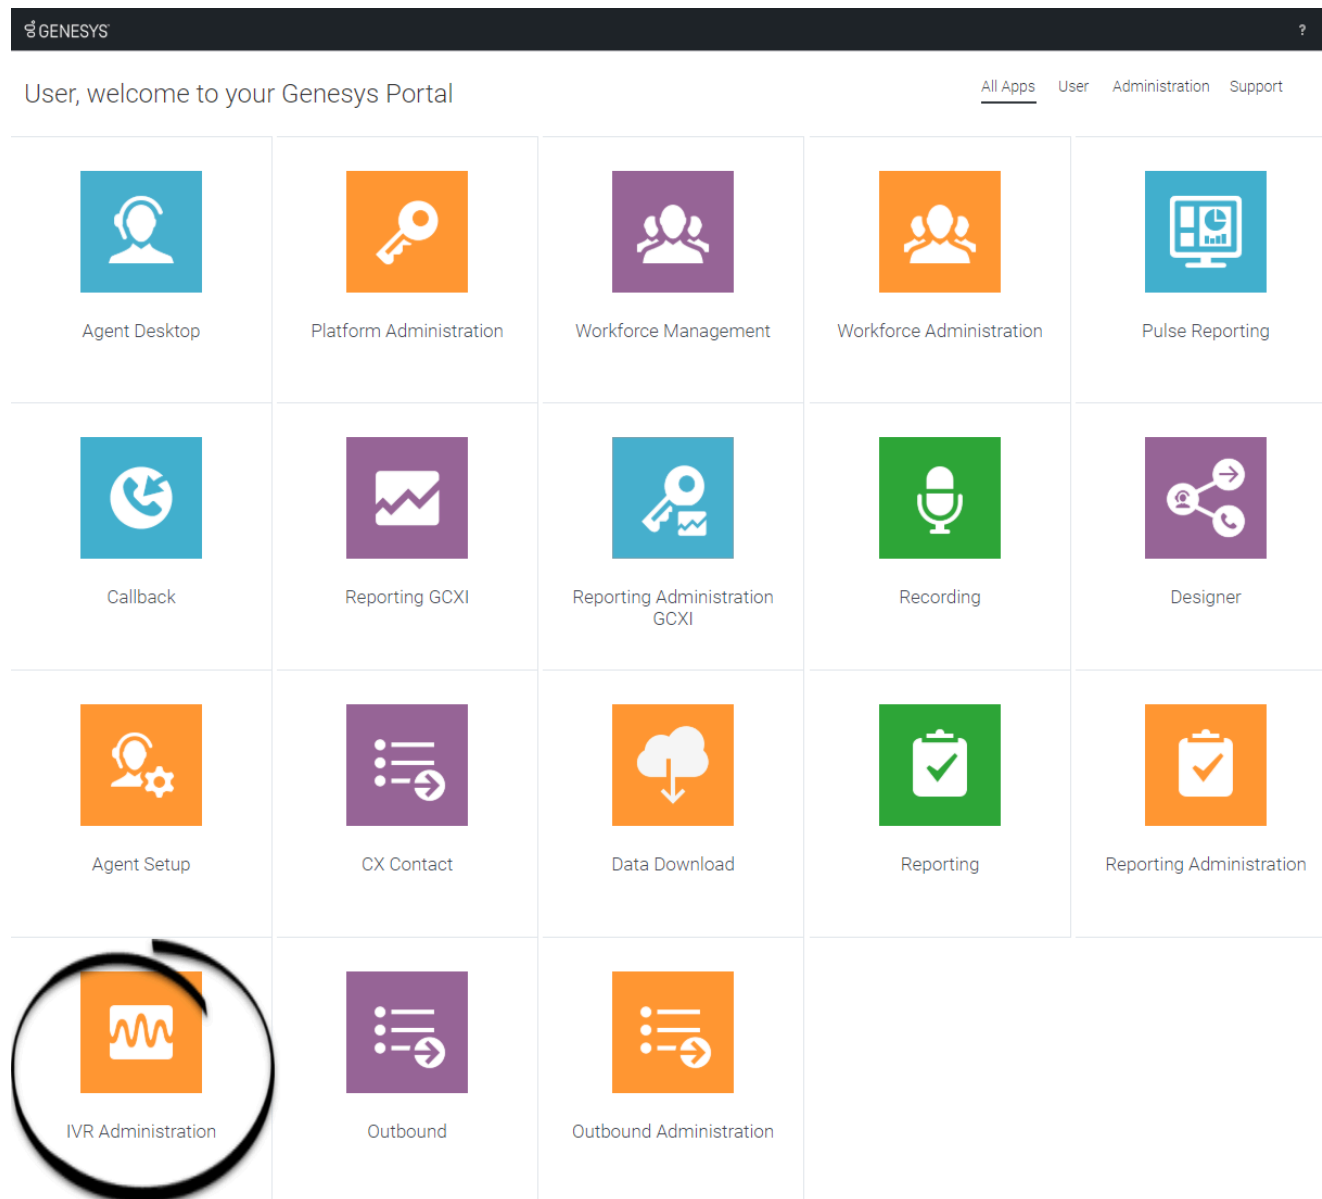 GENESYS
?
User, welcome to your Genesys Portal
All Apps User Administration Support
Agent Desktop
Platform Administration
Workforce Management
Workforce Administration
Pulse Reporting
Callback
Reporting GCXI
Reporting Administration
GCXI
Recording
Designer
Agent Setup
CX Contact
Data Download
Reporting
Reporting Administration
IVR Administration
Outbound
Outbound Administration